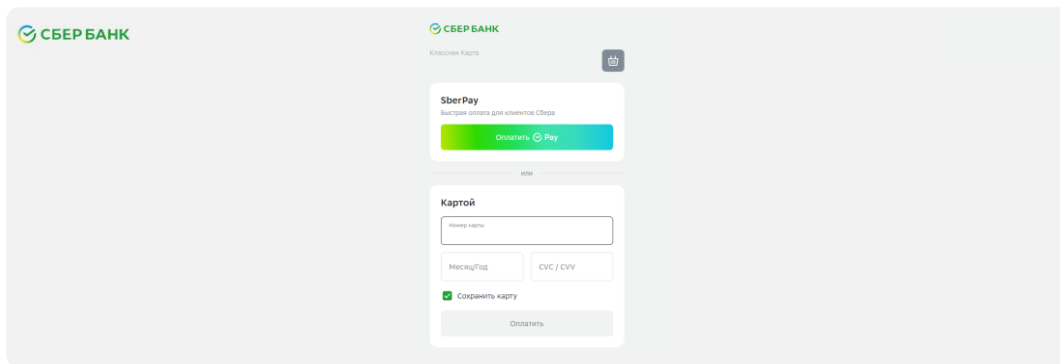 СБЕР БАНК
СБЕР БАНК
Классная Карта
SberPay
Быстрая оплата для клиентов Сбера
Оплатить Pay
или
Картой
Номер карты
Месяц/Год CVC / CVV
Сохранить карту
Оплатить